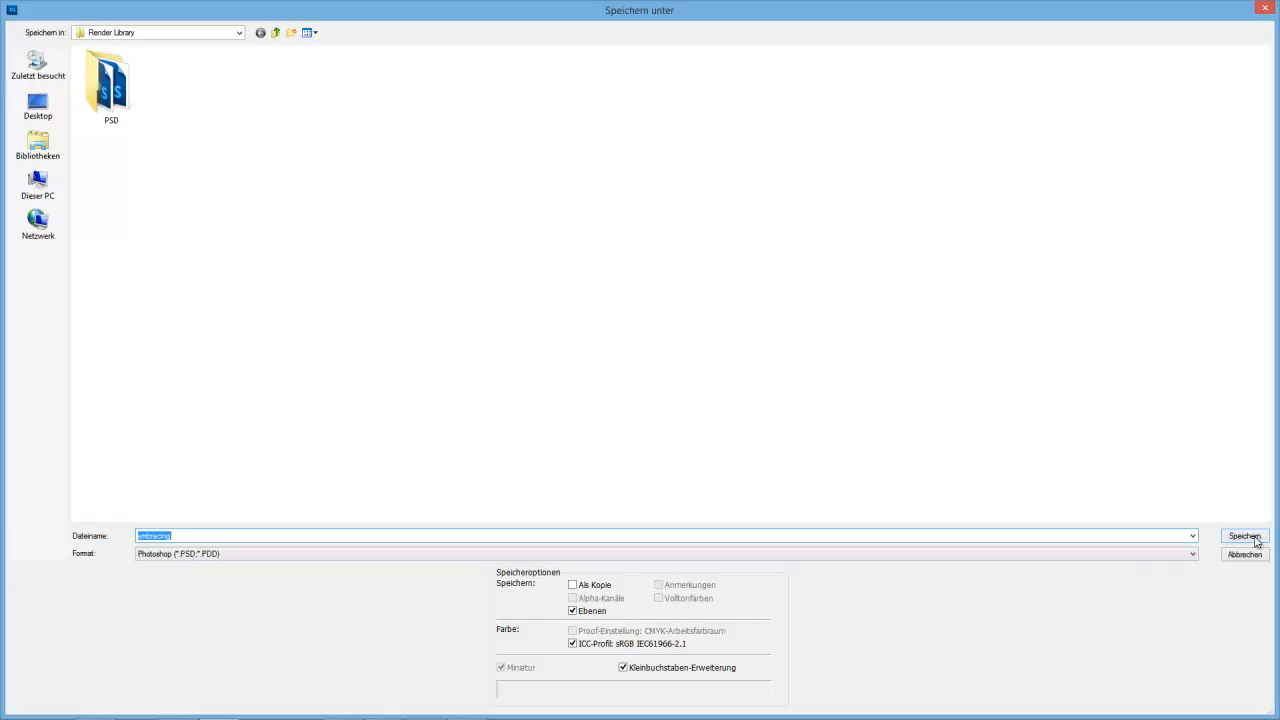 Speichern unter
Speichern in: Render Library
Zuletzt besucht
Desktop
Bibliotheken
Dieser PC
Netzwerk
PSD
Dateiname: embracing Speichern
Format: Photoshop (*.PSD;*.PDD) Abbrechen
Speicheroptionen
Speichern: Als Kopie Anmerkungen
Alpha-Kanäle Volltonfarben
Ebenen
Farbe: Proof-Einstellung: CMYK-Arbeitsfarbraum
ICC-Profil: sRGB IEC61966-2.1
Miniatur Kleinbuchstaben-Erweiterung